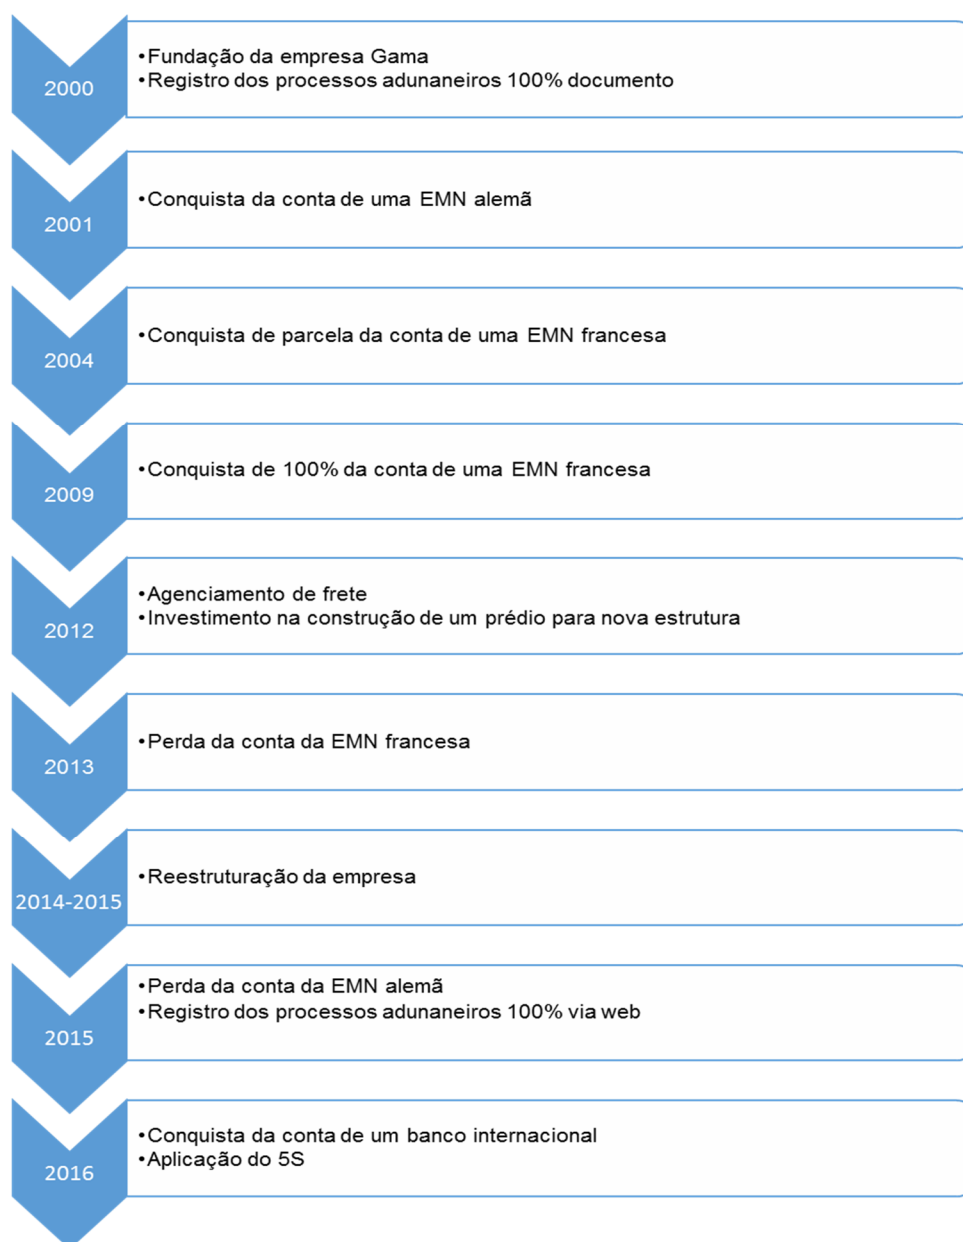 2000
•Fundação da empresa Gama
•Registro dos processos adunaneiros 100% documento
2001
•Conquista da conta de uma EMN alemã
2004
•Conquista de parcela da conta de uma EMN francesa
2009
•Conquista de 100% da conta de uma EMN francesa
2012
•Agenciamento de frete
•Investimento na construção de um prédio para nova estrutura
2013
•Perda da conta da EMN francesa
2014-2015
•Reestruturação da empresa
2015
•Perda da conta da EMN alemã
•Registro dos processos adunaneiros 100% via web
2016
•Conquista da conta de um banco internacional
•Aplicação do 5S